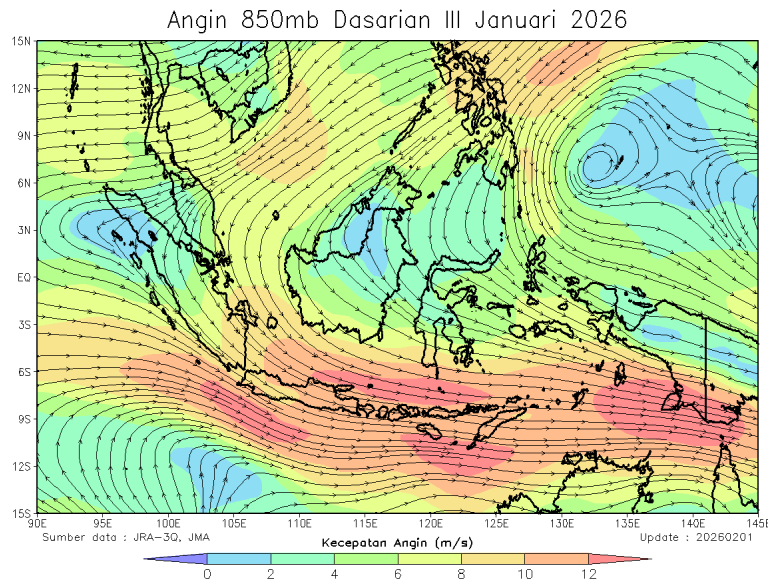 Angin 850mb Dasarian III Januari 2026
15N
12N
9N
6N
3N
EQ
3S
6S
9S
12S
15S
90E 95E 100E 105E 110E 115E 120E 125E 130E 135E 140E 145E
Sumber data : JRA-3Q, JMA
Update : 20260201
Kecepatan Angin (m/s)
0 2 4 6 8 10 12